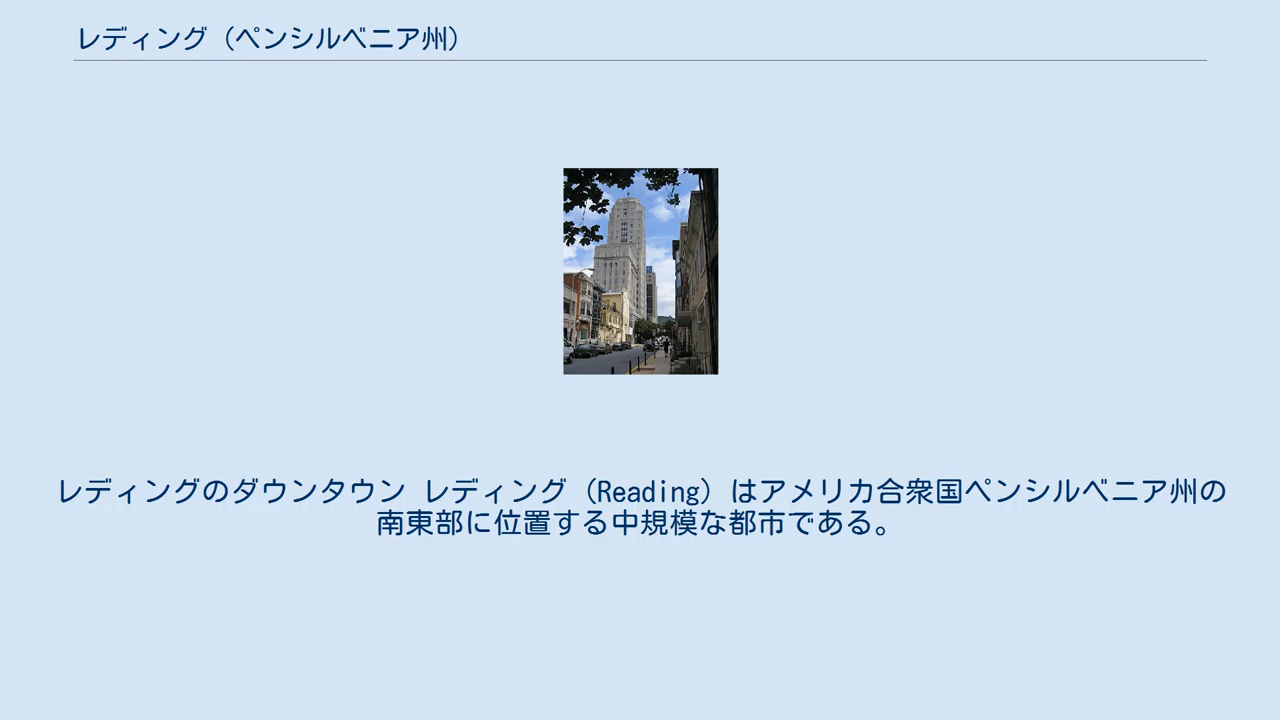 レディング（ペンシルベニア州）
レディングのダウンタウン レディング（Reading）はアメリカ合衆国ペンシルベニア州の
南東部に位置する中規模な都市である。